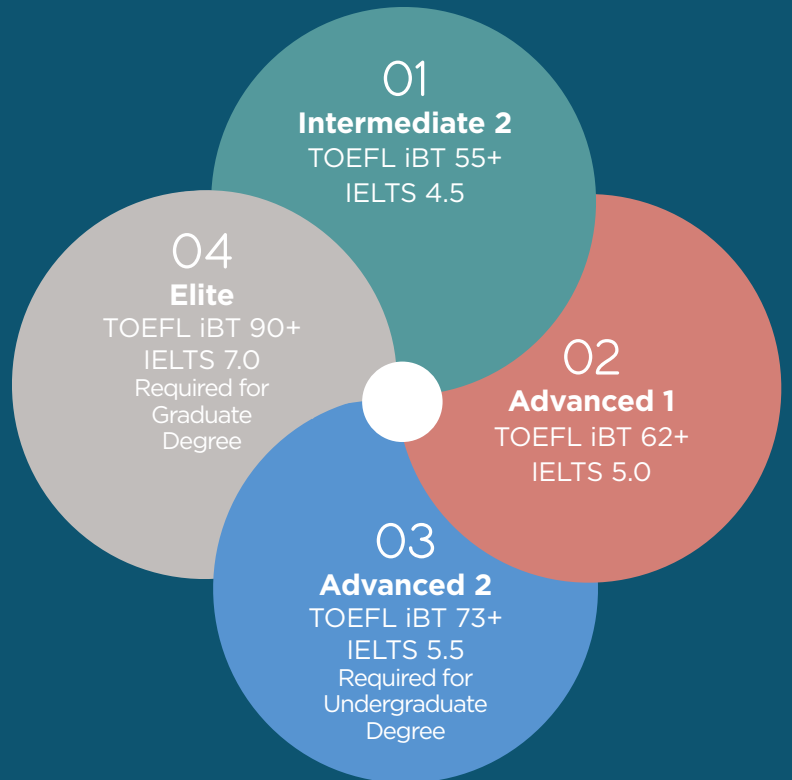 01
Intermediate 2
TOEFL iBT 55+
IELTS 4.5
02
Advanced 1
TOEFL iBT 62+
IELTS 5.0
03
Advanced 2
TOEFL iBT 73+
IELTS 5.5
Required for
Undergraduate
Degree
04
Elite
TOEFL iBT 90+
IELTS 7.0
Required for
Graduate
Degree